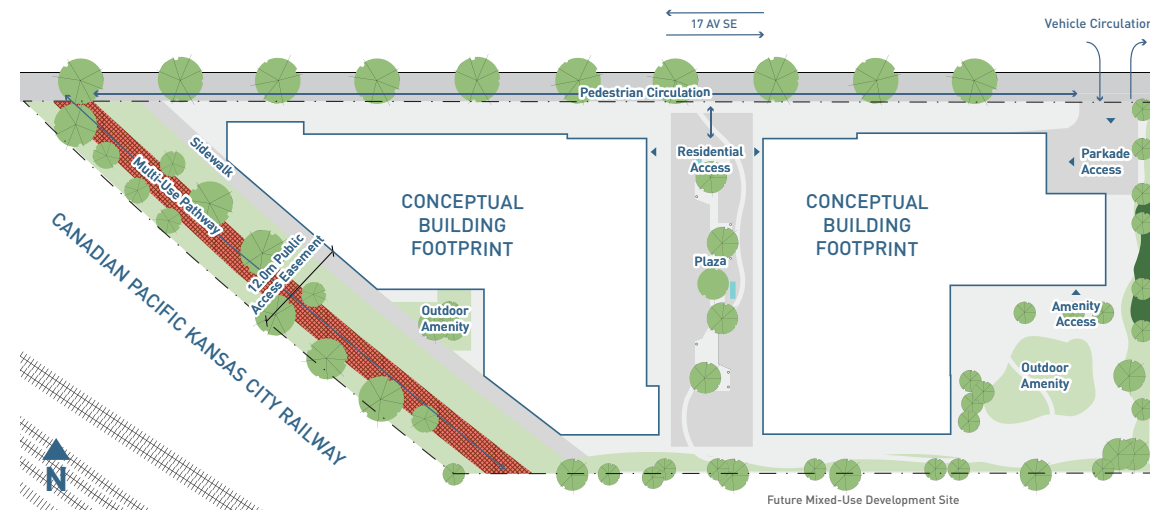 17 AV SE
Vehicle Circulation
Pedestrian Circulation
Sidewalk
Residential
Access
Parkade
Access
Multi-Use Pathway
CONCEPTUAL
BUILDING
FOOTPRINT
CONCEPTUAL
BUILDING
FOOTPRINT
CANADIAN PACIFIC KANSAS CITY RAILWAY
12.0m Public
Access Easement
Plaza
Outdoor
Amenity
Amenity
Access
Outdoor
Amenity
N
Future Mixed-Use Development Site